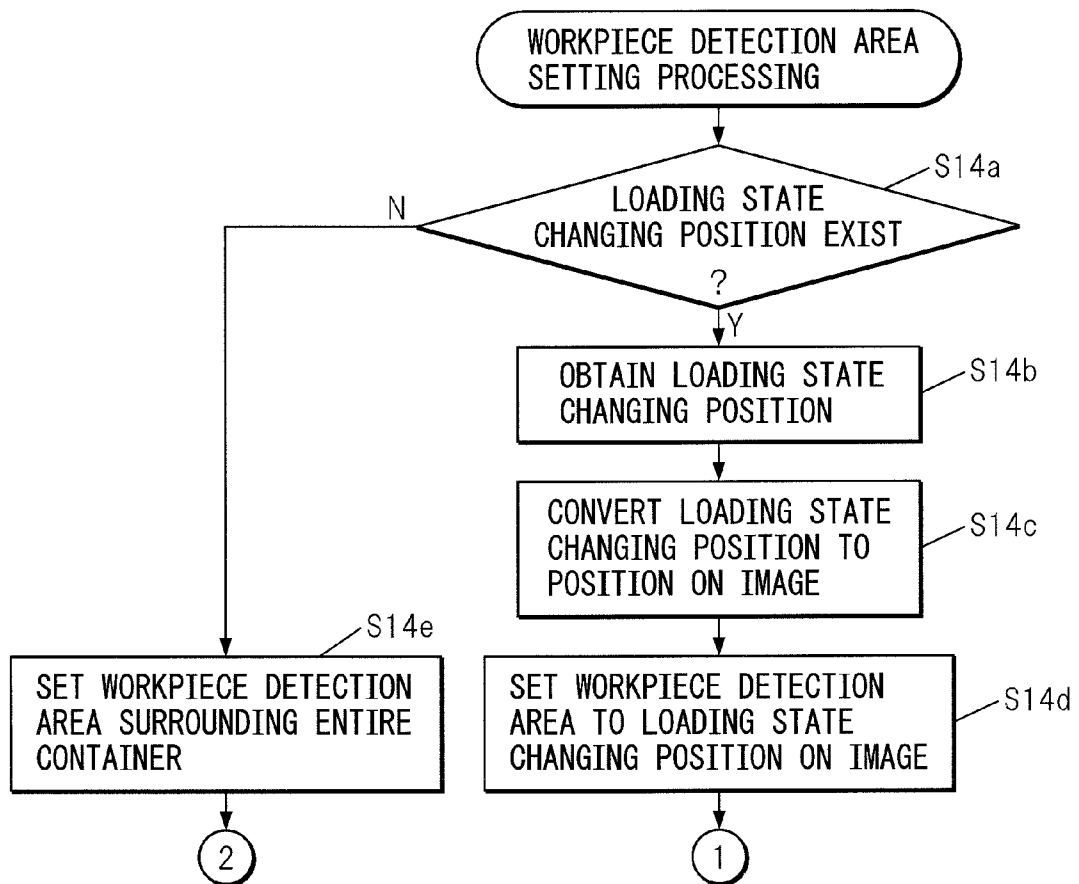 WORKPIECE DETECTION AREA
SETTING PROCESSING
S14a
N
LOADING STATE
CHANGING POSITION EXIST
?
Y
OBTAIN LOADING STATE
CHANGING POSITION
S14b
CONVERT LOADING STATE
CHANGING POSITION TO
POSITION ON IMAGE
S14c
S14e
SET WORKPIECE DETECTION
AREA SURROUNDING ENTIRE
CONTAINER
SET WORKPIECE DETECTION
AREA TO LOADING STATE
CHANGING POSITION ON IMAGE
S14d
2
1